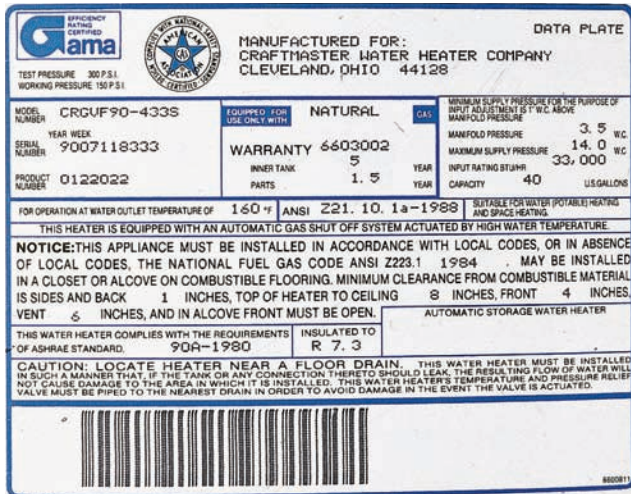 EFFICIENCY
RATING
CERTIFIED
Gama
COMPLIES WITH NATIONAL SAFETY
AMERICAN
GAS
ASSOCIATION
DATA PLATE
MANUFACTURED FOR:
CRAFTMASTER WATER HEATER COMPANY
CLEVELAND, OHIO 44128
TEST PRESSURE 300 P.S.I.
WORKING PRESSURE 150 P.S.I.
MODEL NUMBER CRGVF90-433S
YEAR WEEK
SERIAL NUMBER 9007118333
PRODUCT NUMBER 0122022
EQUIPPED FOR USE ONLY WITH NATURAL GAS
WARRANTY 6603002
INNER TANK 5 YEAR
PARTS 1.5 YEAR
MINIMUM SUPPLY PRESSURE FOR THE PURPOSE OF
INPUT ADJUSTMENT IS 1" W.C. ABOVE
MANIFOLD PRESSURE
MANIFOLD PRESSURE 3.5 W.C.
MAXIMUM SUPPLY PRESSURE 14.0 W.C
INPUT RATING BTU/HR 33,000
CAPACITY 40 U.S.GALLONS
FOR OPERATION AT WATER OUTLET TEMPERATURE OF 160 °F
ANSI Z21.10.1a-1988
SUITABLE FOR WATER (POTABLE) HEATING
AND SPACE HEATING.
THIS HEATER IS EQUIPPED WITH AN AUTOMATIC GAS SHUT OFF SYSTEM ACTUATED BY HIGH WATER TEMPERATURE.
NOTICE: THIS APPLIANCE MUST BE INSTALLED IN ACCORDANCE WITH LOCAL CODES, OR IN ABSENCE
OF LOCAL CODES, THE NATIONAL FUEL GAS CODE ANSI Z223.1 1984 . MAY BE INSTALLED
IN A CLOSET OR ALCOVE ON COMBUSTIBLE FLOORING. MINIMUM CLEARANCE FROM COMBUSTIBLE MATERIAL
IS SIDES AND BACK 1 INCHES, TOP OF HEATER TO CEILING 8 INCHES, FRONT 4 INCHES,
VENT 6 INCHES, AND IN ALCOVE FRONT MUST BE OPEN.
AUTOMATIC STORAGE WATER HEATER
THIS WATER HEATER COMPLIES WITH THE REQUIREMENTS
OF ASHRAE STANDARD. 90A-1980
INSULATED TO
R 7.3
CAUTION: LOCATE HEATER NEAR A FLOOR DRAIN. THIS WATER HEATER MUST BE INSTALLED
IN SUCH A MANNER THAT, IF THE TANK OR ANY CONNECTION THERETO SHOULD LEAK, THE RESULTING FLOW OF WATER WILL
NOT CAUSE DAMAGE TO THE AREA IN WHICH IT IS INSTALLED. THIS WATER HEATER'S TEMPERATURE AND PRESSURE RELIEF
VALVE MUST BE PIPED TO THE NEAREST DRAIN IN ORDER TO AVOID DAMAGE IN THE EVENT THE VALVE IS ACTUATED.